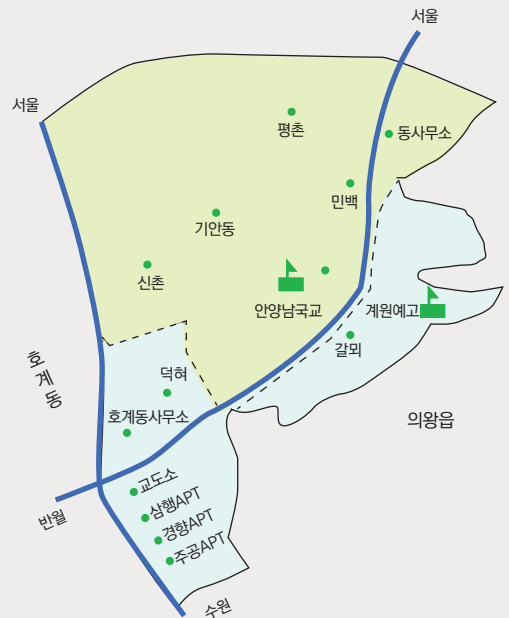 서울
서울
평촌
동사무소
민백
기안동
신촌
안양남국교
계원예고
갈뫼
호계동
덕혀
호계동사무소
의왕읍
교도소
삼행APT
반월
경향APT
주공APT
수원